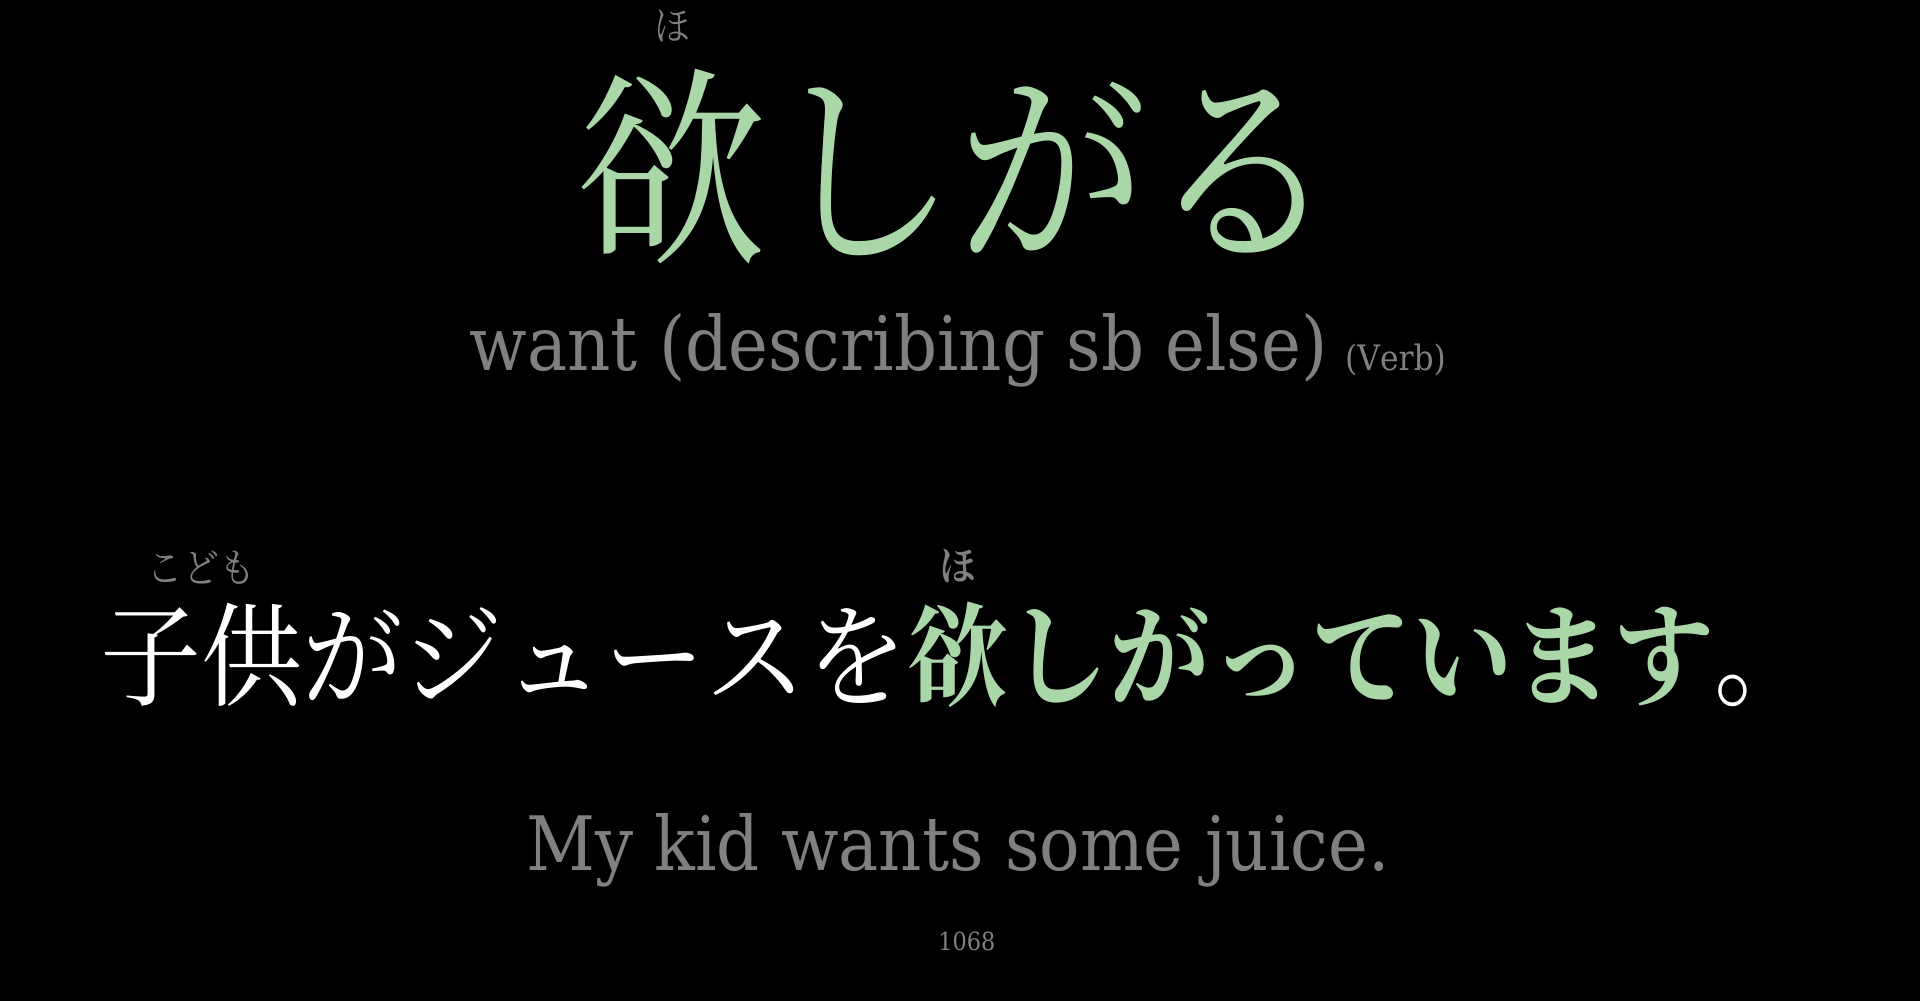 ほ
欲しがる
want (describing sb else) (Verb)
こども ほ
子供がジュースを欲しがっています。
My kid wants some juice.
1068